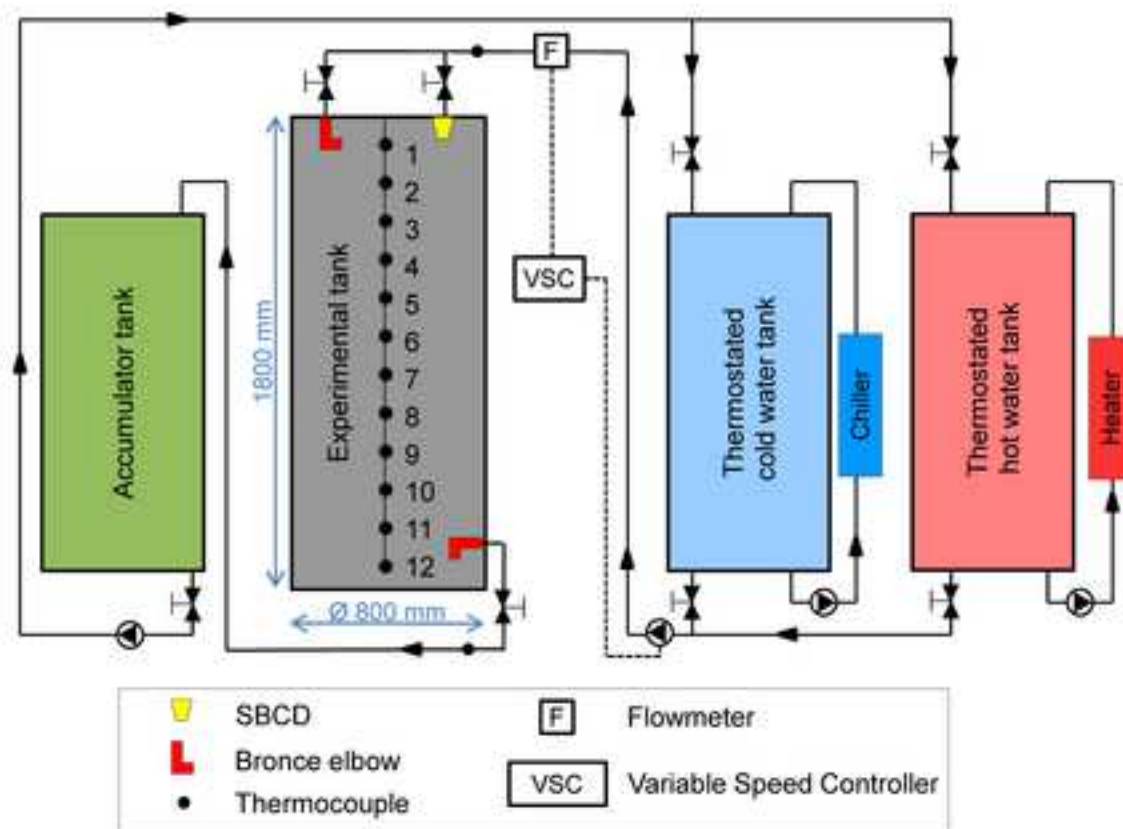 F
1
2
3
4
5
6
7
8
9
10
11
12
VSC
Accumulator tank
1800 mm
Experimental tank
Thermostated
cold water tank
Chiller
Thermostated
hot water tank
Heater
Ø 800 mm
SBCD
F Flowmeter
Bronce elbow
VSC Variable Speed Controller
Thermocouple